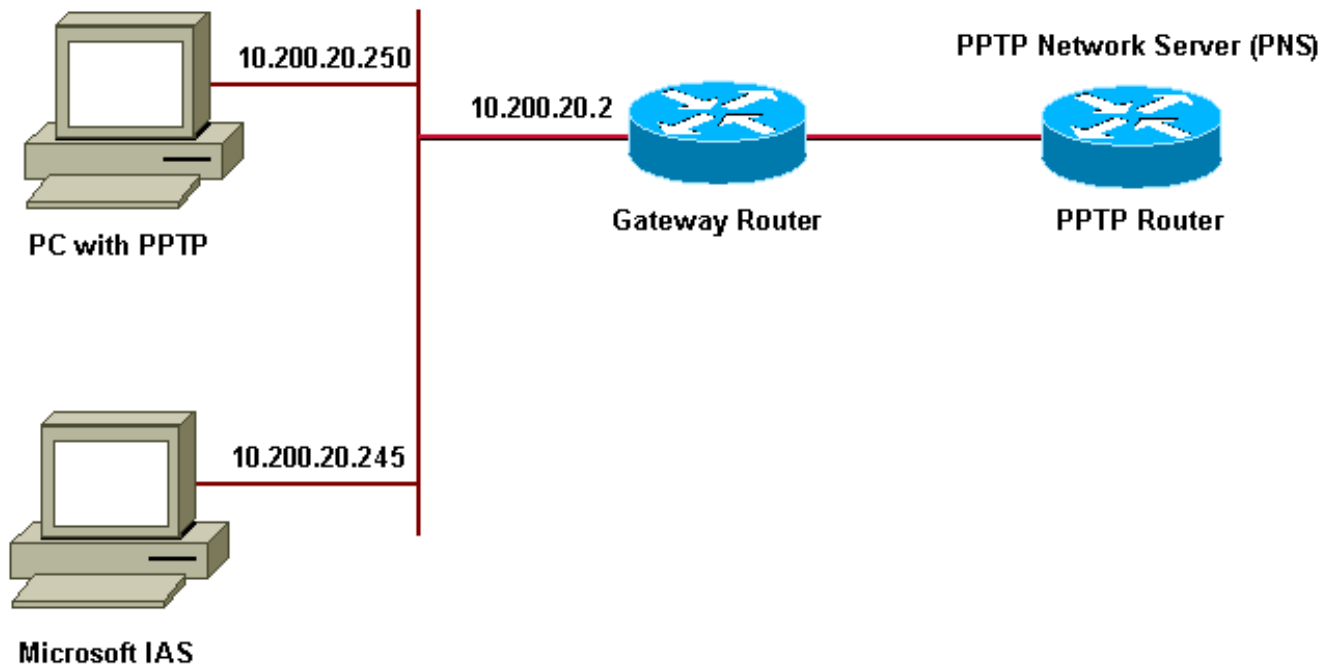 10.200.20.250
PPTP Network Server (PNS)
10.200.20.2
Gateway Router
PPTP Router
PC with PPTP
10.200.20.245
Microsoft IAS